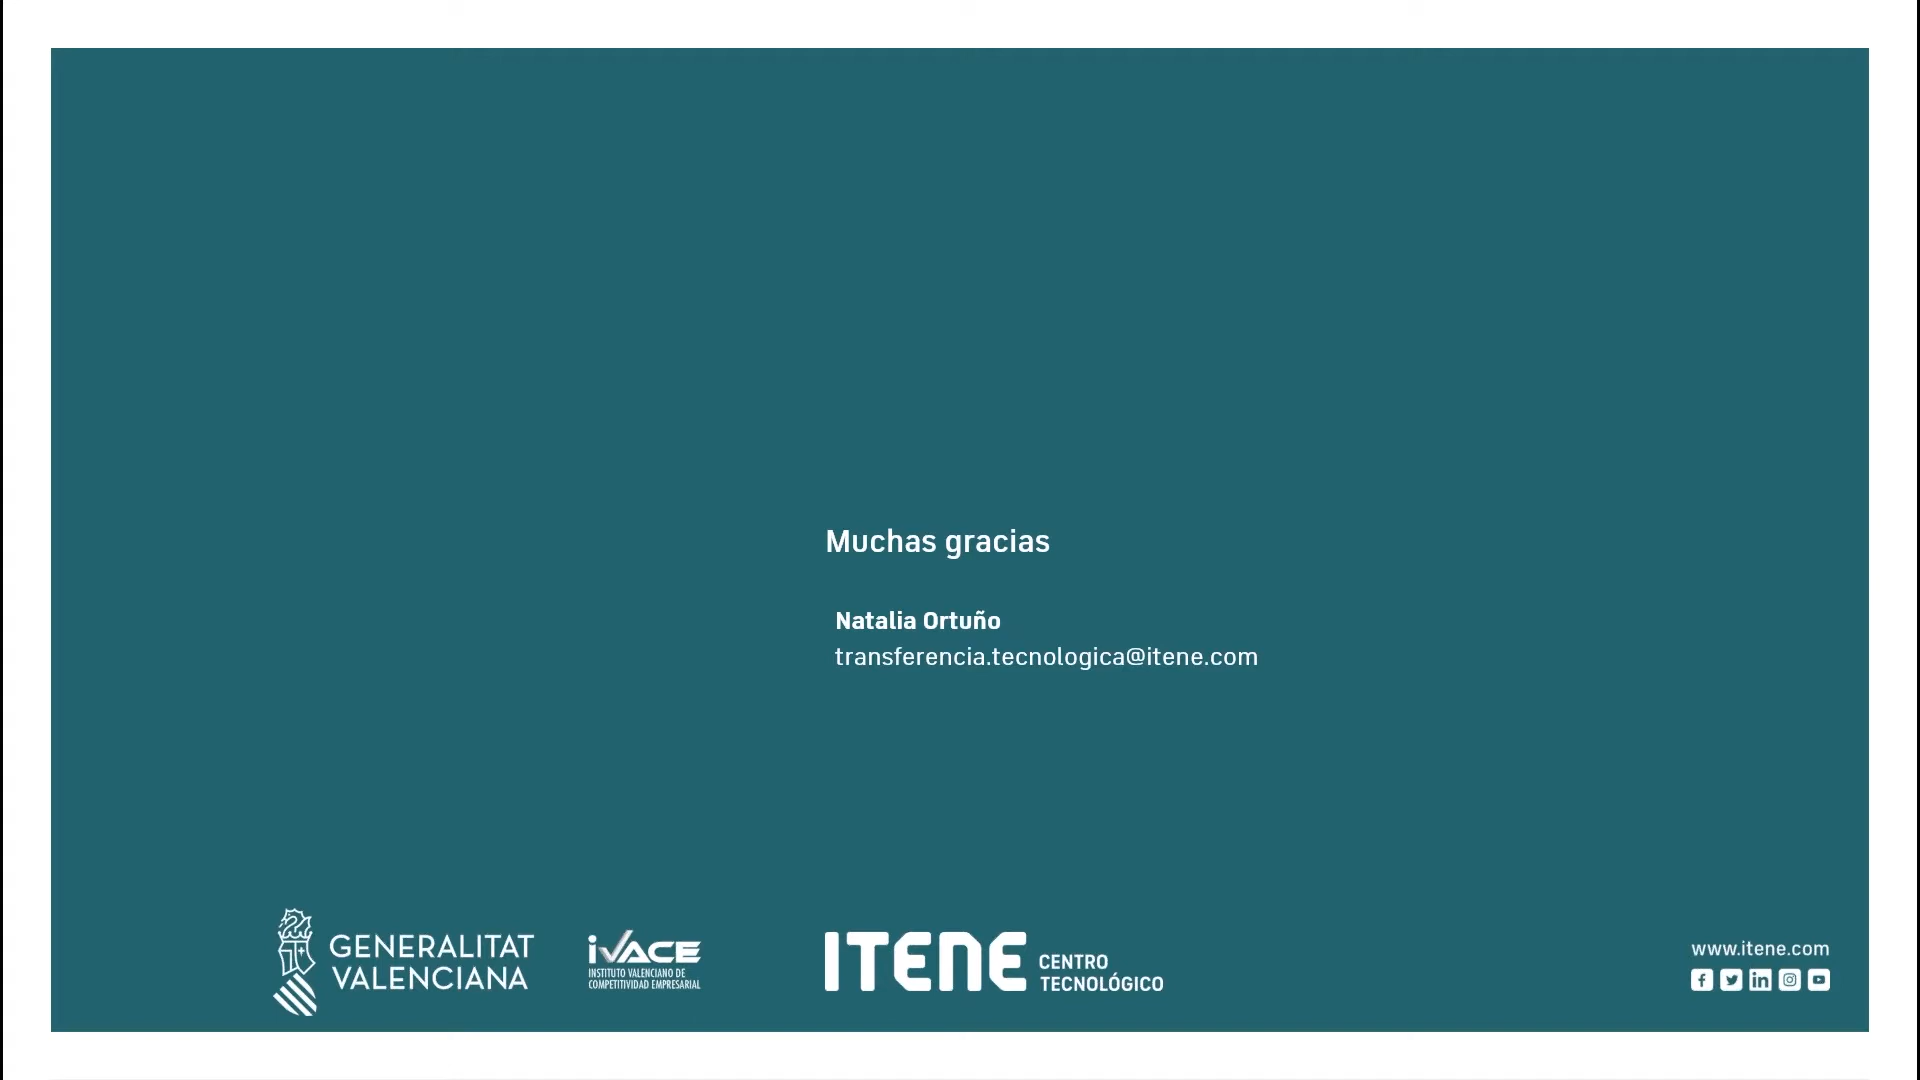 Muchas gracias
Natalia Ortuño
transferencia.tecnologica@itene.com
GENERALITAT
VALENCIANA
iVACE
INSTITUTO VALENCIANO DE
COMPETITIVIDAD EMPRESARIAL
ITENE CENTRO
TECNOLÓGICO
www.itene.com